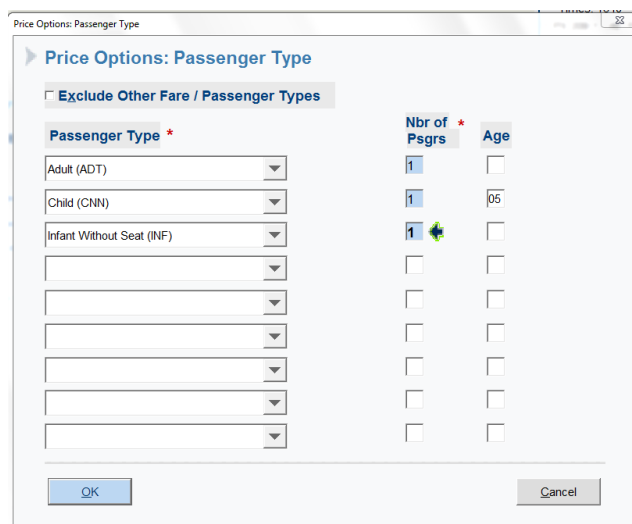 Price Options: Passenger Type
Price Options: Passenger Type
Exclude Other Fare / Passenger Types
Passenger Type * Nbr of Psgrs * Age
Adult (ADT) 1
Child (CNN) 1 05
Infant Without Seat (INF) 1
OK Cancel